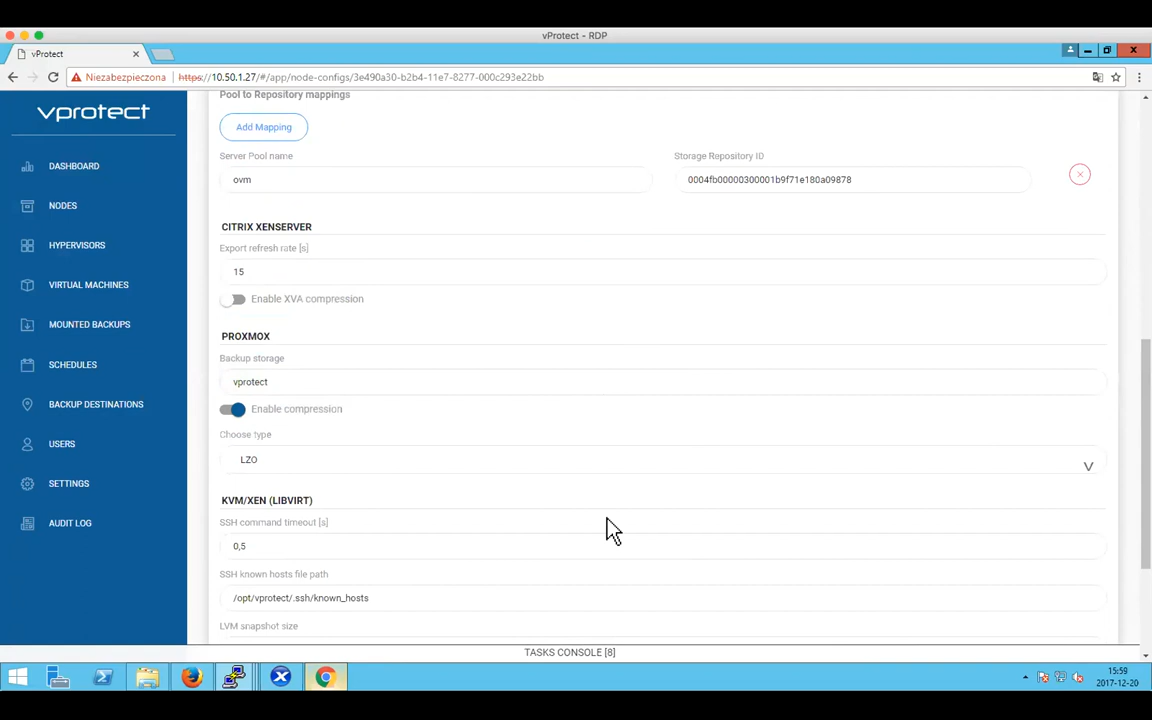 vProtect - RDP
vProtect
Niezabezpieczona https://10.50.1.27/#/app/node-configs/3e490a30-b2b4-11e7-8277-000c293e22bb
vprotect
DASHBOARD
NODES
HYPERVISORS
VIRTUAL MACHINES
MOUNTED BACKUPS
SCHEDULES
BACKUP DESTINATIONS
USERS
SETTINGS
AUDIT LOG
Pool to Repository mappings
Add Mapping
Server Pool name
Storage Repository ID
ovm
0004fb00000300001b9f71e180a09878
CITRIX XENSERVER
Export refresh rate [s]
15
Enable XVA compression
PROXMOX
Backup storage
vprotect
Enable compression
Choose type
LZO
KVM/XEN (LIBVIRT)
SSH command timeout [s]
0,5
SSH known hosts file path
/opt/vprotect/.ssh/known_hosts
LVM snapshot size
TASKS CONSOLE [8]
15:59
2017-12-20